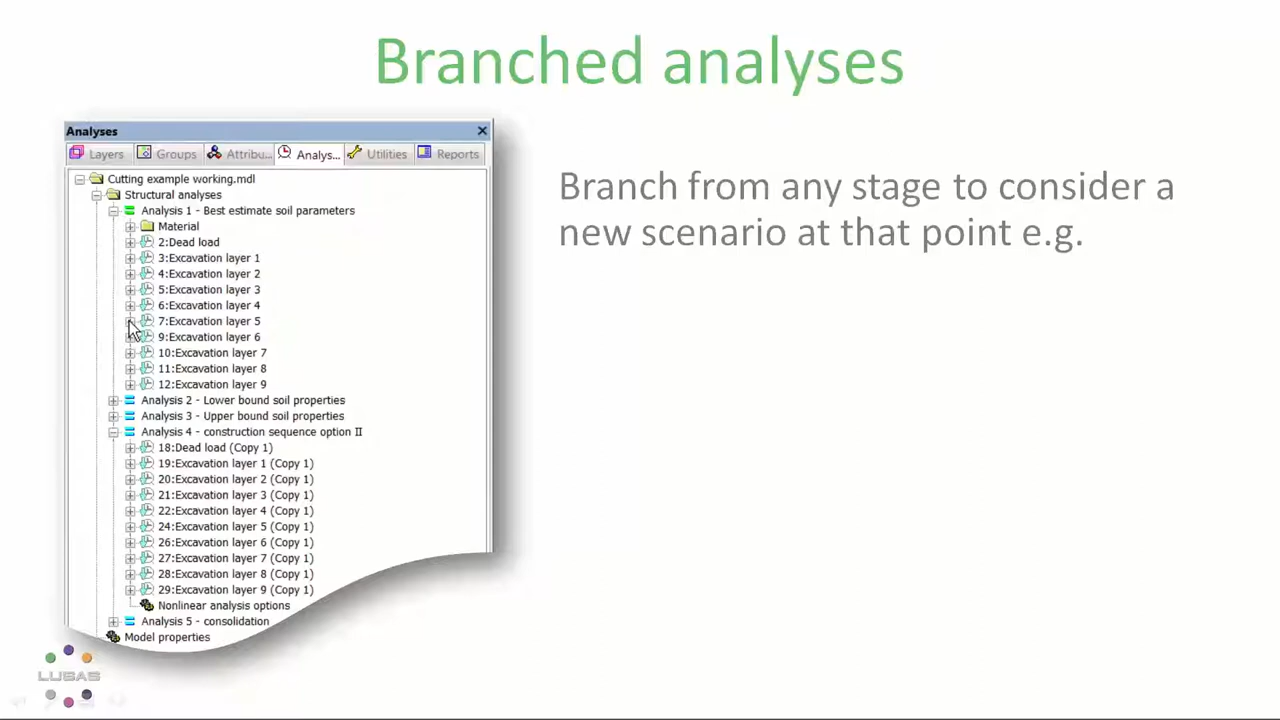 Branched analyses
Analyses
Layers Groups Attribu... Analys... Utilities Reports
Cutting example working.mdl
Structural analyses
Analysis 1 - Best estimate soil parameters
Material
2:Dead load
3:Excavation layer 1
4:Excavation layer 2
5:Excavation layer 3
6:Excavation layer 4
7:Excavation layer 5
9:Excavation layer 6
10:Excavation layer 7
11:Excavation layer 8
12:Excavation layer 9
Analysis 2 - Lower bound soil properties
Analysis 3 - Upper bound soil properties
Analysis 4 - construction sequence option II
18:Dead load (Copy 1)
19:Excavation layer 1 (Copy 1)
20:Excavation layer 2 (Copy 1)
21:Excavation layer 3 (Copy 1)
22:Excavation layer 4 (Copy 1)
24:Excavation layer 5 (Copy 1)
26:Excavation layer 6 (Copy 1)
27:Excavation layer 7 (Copy 1)
28:Excavation layer 8 (Copy 1)
29:Excavation layer 9 (Copy 1)
Nonlinear analysis options
Analysis 5 - consolidation
Model properties
Branch from any stage to consider a
new scenario at that point e.g.
LUSAS